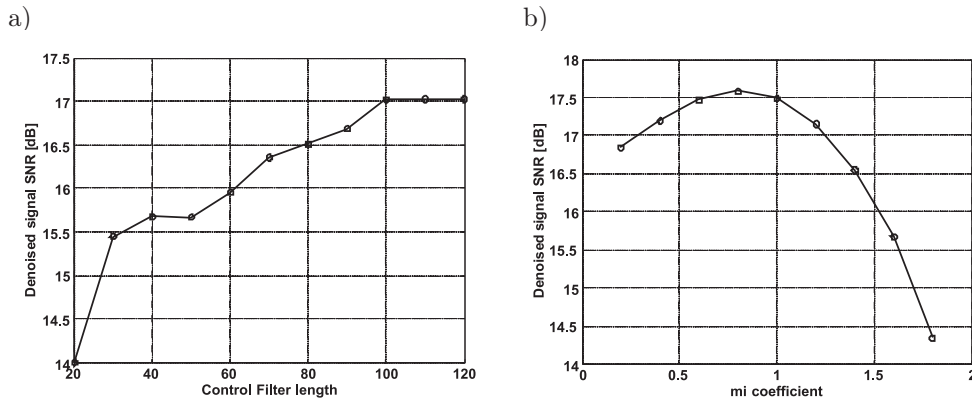 a)
b)
17.5
17
16.5
16
15.5
15
14.5
14
Denoised signal SNR [dB]
20 40 60 80 100 120
Control Filter length
18
17.5
17
16.5
16
15.5
15
14.5
14
Denoised signal SNR [dB]
0 0.5 1 1.5 2
mi coefficient